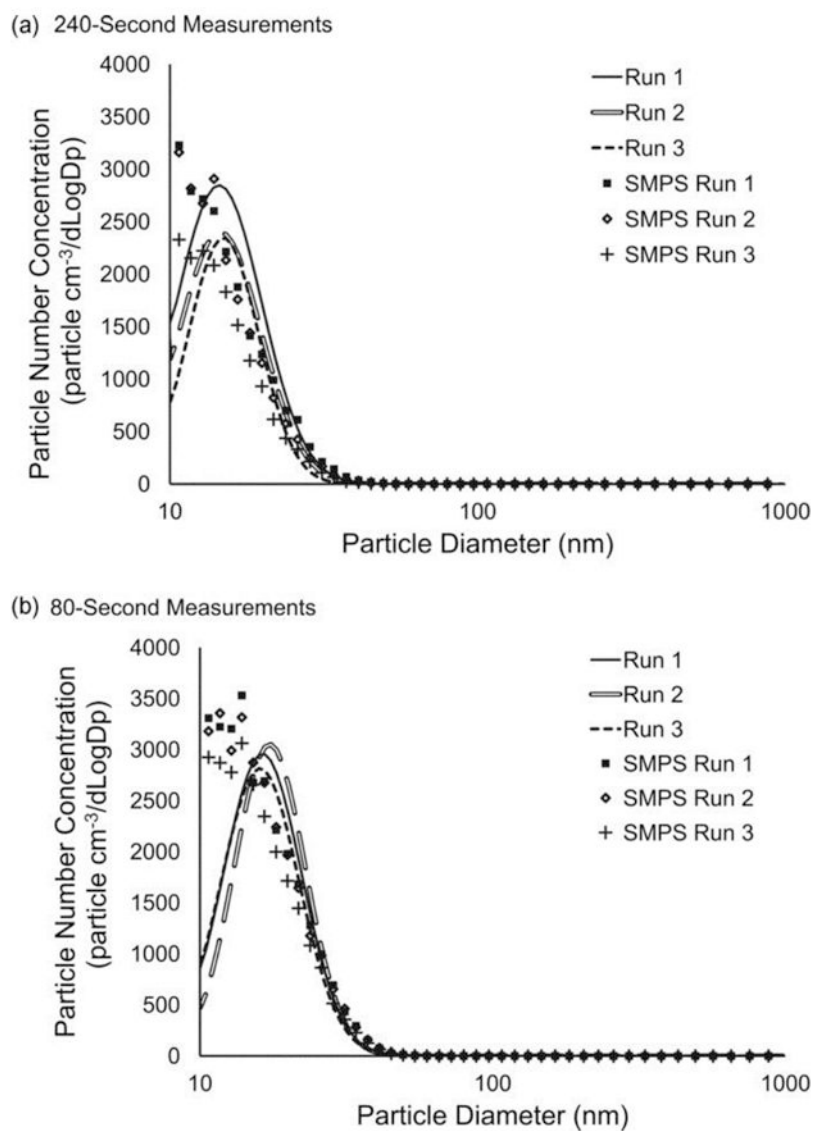 (a) 240-Second Measurements
Particle Number Concentration
(particle cm⁻³/dLogDp)
4000
3500
3000
2500
2000
1500
1000
500
0
10
100
1000
Particle Diameter (nm)
Run 1
Run 2
Run 3
SMPS Run 1
SMPS Run 2
SMPS Run 3
(b) 80-Second Measurements
Particle Number Concentration
(particle cm⁻³/dLogDp)
4000
3500
3000
2500
2000
1500
1000
500
0
10
100
1000
Particle Diameter (nm)
Run 1
Run 2
Run 3
SMPS Run 1
SMPS Run 2
SMPS Run 3